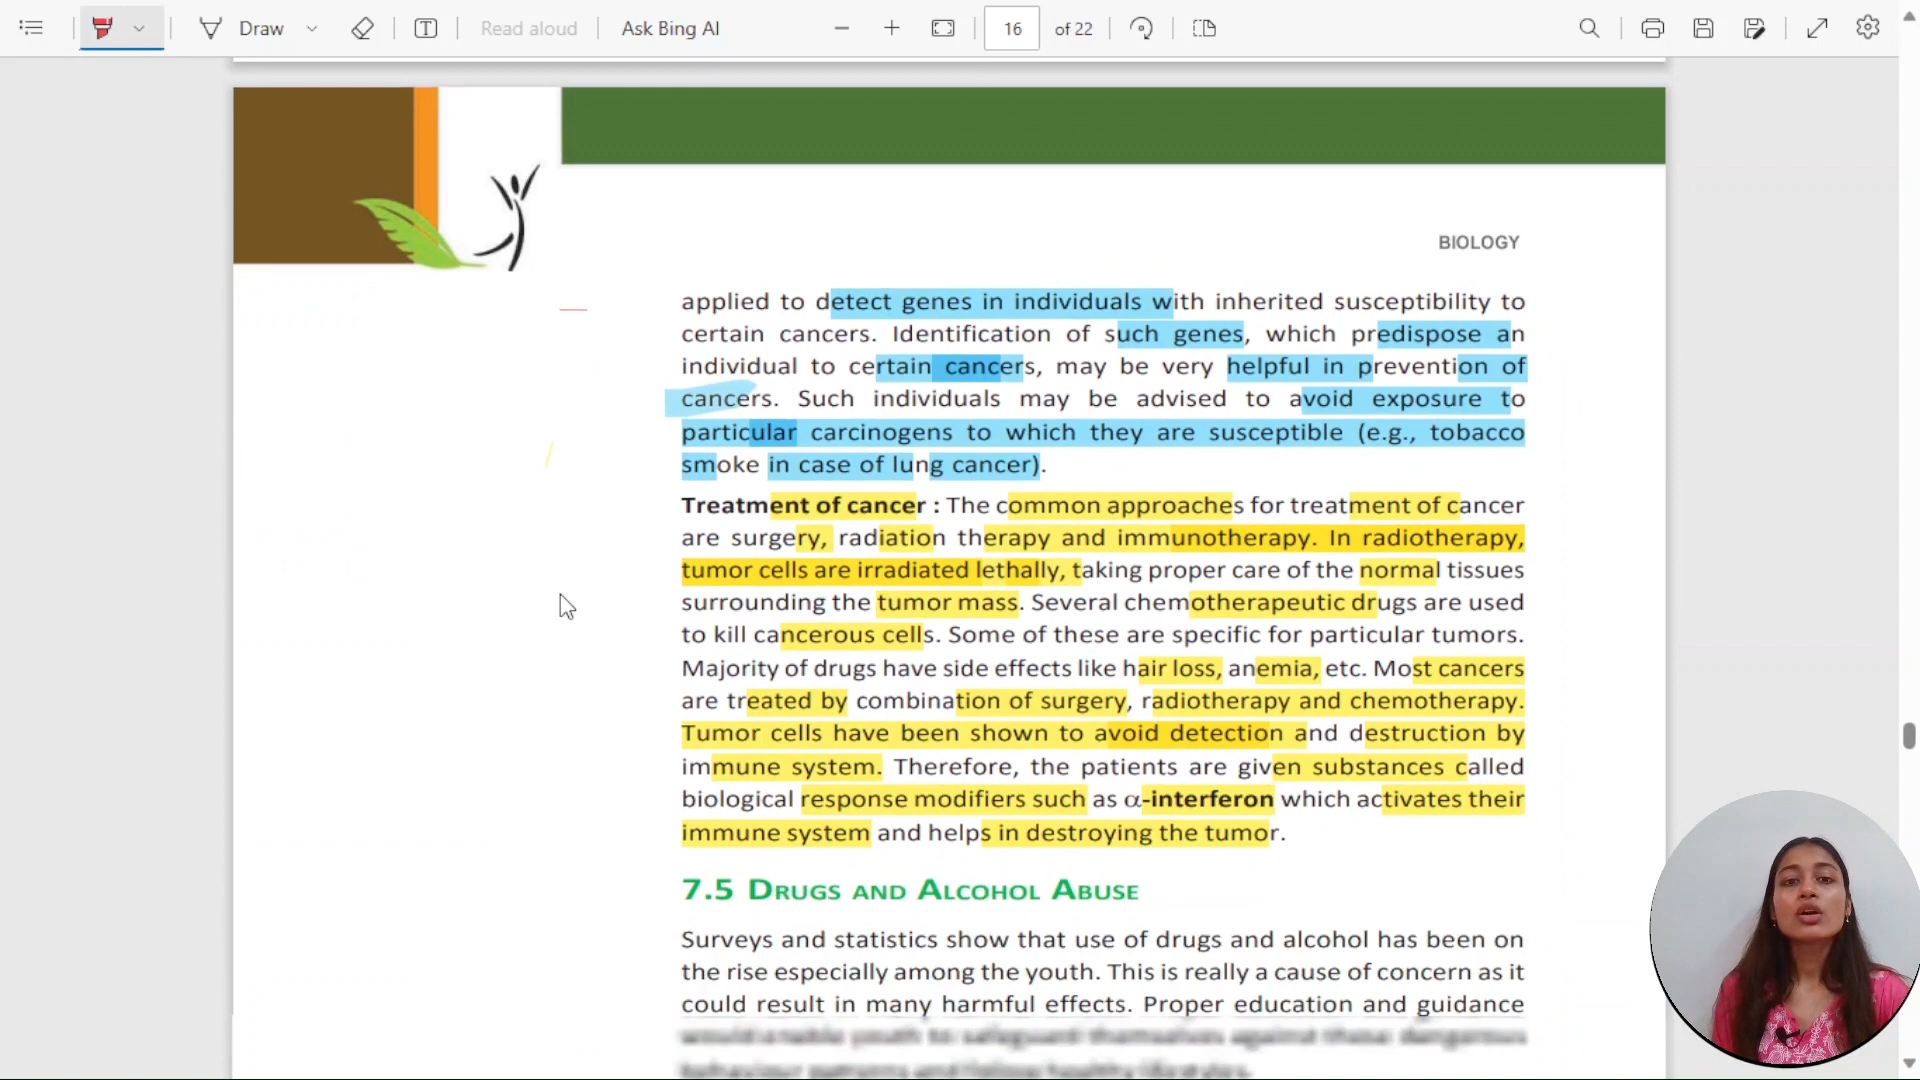 Draw
Read aloud
Ask Bing AI
16
of 22
BIOLOGY
applied to detect genes in individuals with inherited susceptibility to
certain cancers. Identification of such genes, which predispose an
individual to certain cancers, may be very helpful in prevention of
cancers. Such individuals may be advised to avoid exposure to
particular carcinogens to which they are susceptible (e.g., tobacco
smoke in case of lung cancer).
Treatment of cancer : The common approaches for treatment of cancer
are surgery, radiation therapy and immunotherapy. In radiotherapy,
tumor cells are irradiated lethally, taking proper care of the normal tissues
surrounding the tumor mass. Several chemotherapeutic drugs are used
to kill cancerous cells. Some of these are specific for particular tumors.
Majority of drugs have side effects like hair loss, anemia, etc. Most cancers
are treated by combination of surgery, radiotherapy and chemotherapy.
Tumor cells have been shown to avoid detection and destruction by
immune system. Therefore, the patients are given substances called
biological response modifiers such as α-interferon which activates their
immune system and helps in destroying the tumor.
7.5 DRUGS AND ALCOHOL ABUSE
Surveys and statistics show that use of drugs and alcohol has been on
the rise especially among the youth. This is really a cause of concern as it
could result in many harmful effects. Proper education and guidance